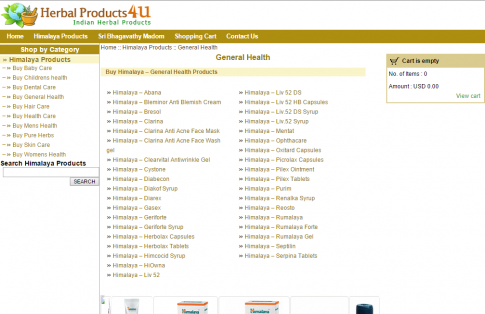 Herbal Products4U
Indian Herbal Products
Home Himalaya Products Sri Bhagavathy Madam Shopping Cart Contact Us
Shop by Category
» Himalaya Products
–» Buy Baby Care
–» Buy Childrens health
–» Buy Dental Care
–» Buy General Health
–» Buy Hair Care
–» Buy Health Care
–» Buy Mens Health
–» Buy Pure Herbs
–» Buy Skin Care
–» Buy Womens Health
Search Himalaya Products
SEARCH
Home :: Himalaya Products :: General Health
General Health
Buy Himalaya – General Health Products
» Himalaya – Abana
» Himalaya – Bleminor Anti Blemish Cream
» Himalaya – Bresol
» Himalaya – Clarina
» Himalaya – Clarina Anti Acne Face Mask
» Himalaya – Clarina Anti Acne Face Wash
gel
» Himalaya – Clearvital Antiwrinkle Gel
» Himalaya – Cystone
» Himalaya – Diabecon
» Himalaya – Diakof Syrup
» Himalaya – Diarex
» Himalaya – Gasex
» Himalaya – Geriforte
» Himalaya – Geriforte Syrup
» Himalaya – Herbolax Capsules
» Himalaya – Herbolax Tablets
» Himalaya – Himcocid Syrup
» Himalaya – HiOwna
» Himalaya – Liv 52
» Himalaya – Liv 52 DS
» Himalaya – Liv 52 HB Capsules
» Himalaya – Liv 52 DS Syrup
» Himalaya – Liv 52 Syrup
» Himalaya – Mentat
» Himalaya – Ophthacare
» Himalaya – Oxitard Capsules
» Himalaya – Picrolax Capsules
» Himalaya – Pilex Ointment
» Himalaya – Pilex Tablets
» Himalaya – Purim
» Himalaya – Renalka Syrup
» Himalaya – Reosto
» Himalaya – Rumalaya
» Himalaya – Rumalaya Forte
» Himalaya – Rumalaya Gel
» Himalaya – Septilin
» Himalaya – Serpina Tablets
Cart is empty
No. of Items : 0
Amount : USD 0.00
View cart
Himalaya
Himalaya